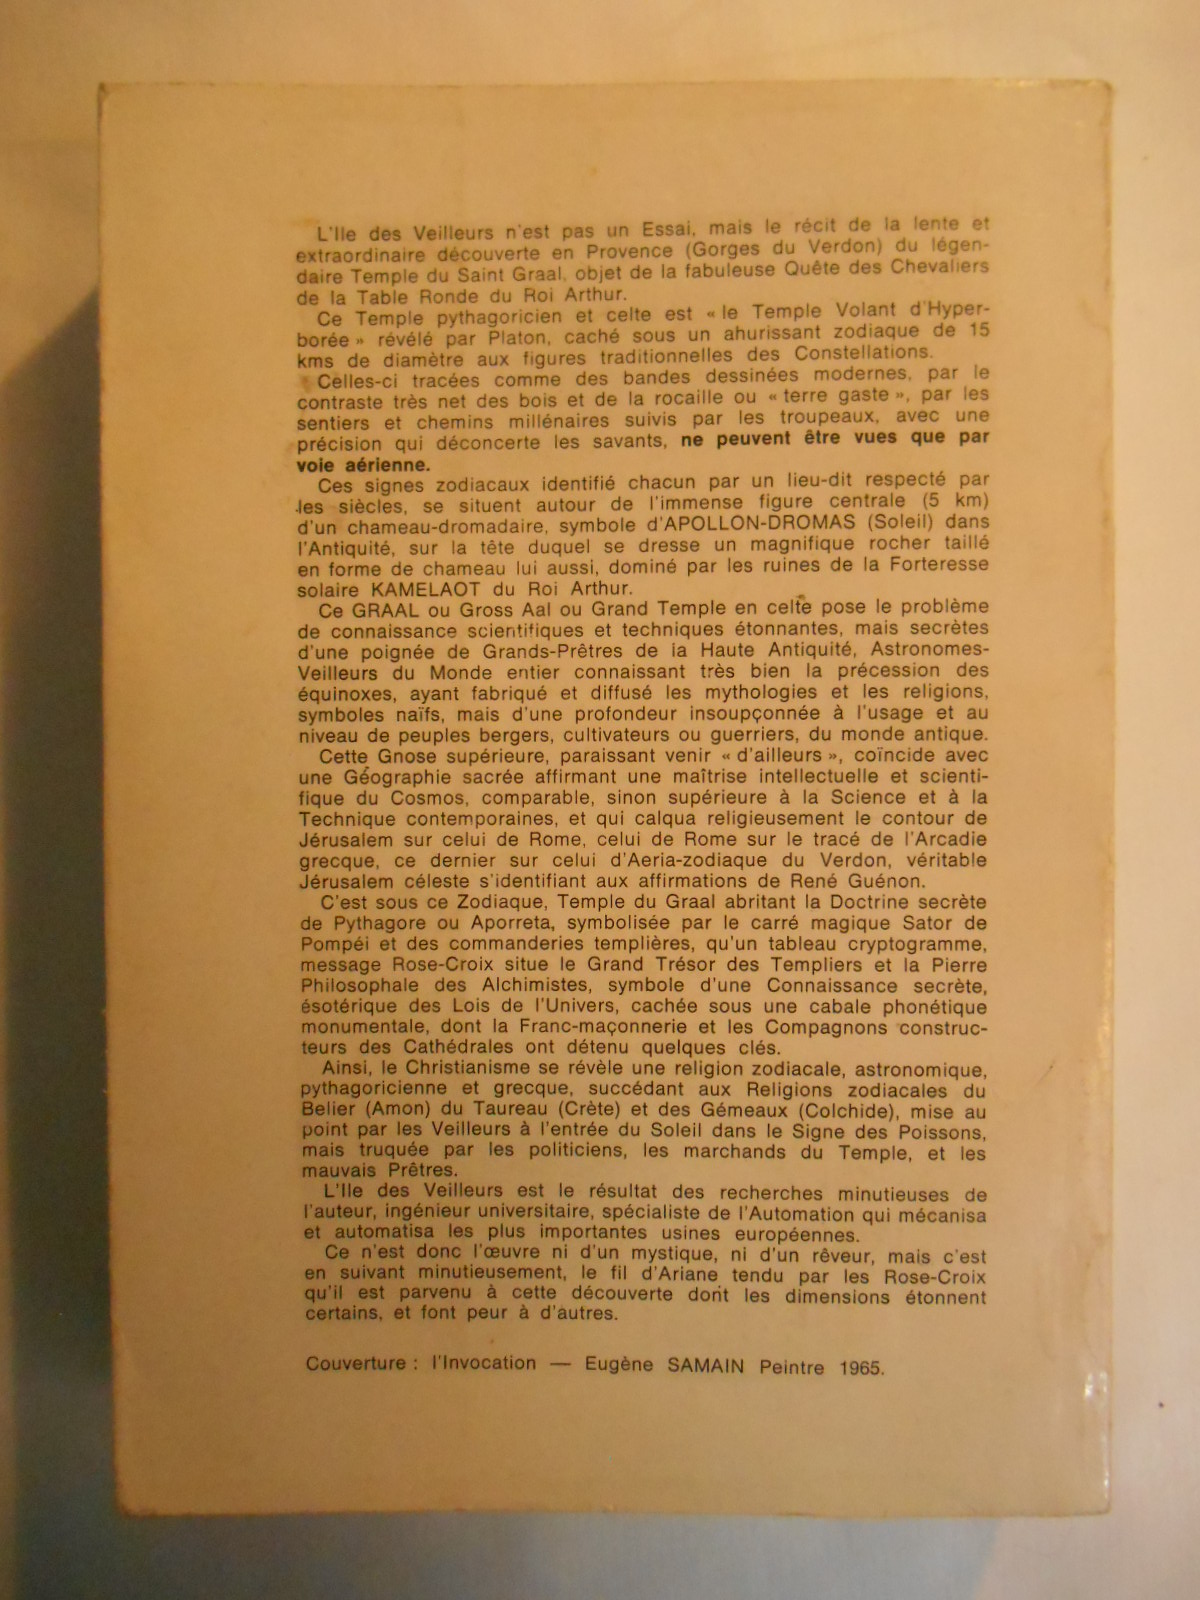 L'Ile des Veilleurs n'est pas un Essai, mais le récit de la lente et
extraordinaire découverte en Provence (Gorges du Verdon) du légen-
daire Temple du Saint Graal, objet de la fabuleuse Quête des Chevaliers
de la Table Ronde du Roi Arthur.
Ce Temple pythagoricien et celte est « le Temple Volant d'Hyper-
borée » révélé par Platon, caché sous un ahurissant zodiaque de 15
kms de diamètre aux figures traditionnelles des Constellations.
Celles-ci tracées comme des bandes dessinées modernes, par le
contraste très net des bois et de la rocaille ou « terre gaste », par les
sentiers et chemins millénaires suivis par les troupeaux, avec une
précision qui déconcerte les savants, ne peuvent être vues que par
voie aérienne.
Ces signes zodiacaux identifié chacun par un lieu-dit respecté par
les siècles, se situent autour de l'immense figure centrale (5 km)
d'un chameau-dromadaire, symbole d'APOLLON-DROMAS (Soleil) dans
l'Antiquité, sur la tête duquel se dresse un magnifique rocher taillé
en forme de chameau lui aussi, dominé par les ruines de la Forteresse
solaire KAMELAOT du Roi Arthur.
Ce GRAAL ou Gross Aal ou Grand Temple en celte pose le problème
de connaissance scientifiques et techniques étonnantes, mais secrètes
d'une poignée de Grands-Prêtres de la Haute Antiquité, Astronomes-
Veilleurs du Monde entier connaissant très bien la précession des
équinoxes, ayant fabriqué et diffusé les mythologies et les religions,
symboles naïfs, mais d'une profondeur insoupçonnée à l'usage et au
niveau de peuples bergers, cultivateurs ou guerriers, du monde antique.
Cette Gnose supérieure, paraissant venir « d'ailleurs », coïncide avec
une Géographie sacrée affirmant une maîtrise intellectuelle et scienti-
fique du Cosmos, comparable, sinon supérieure à la Science et à la
Technique contemporaines, et qui calqua religieusement le contour de
Jérusalem sur celui de Rome, celui de Rome sur le tracé de l'Arcadie
grecque, ce dernier sur celui d'Aeria-zodiaque du Verdon, véritable
Jérusalem céleste s'identifiant aux affirmations de René Guénon.
C'est sous ce Zodiaque, Temple du Graal abritant la Doctrine secrète
de Pythagore ou Aporreta, symbolisée par le carré magique Sator de
Pompéi et des commanderies templières, qu'un tableau cryptogramme,
message Rose-Croix situe le Grand Trésor des Templiers et la Pierre
Philosophale des Alchimistes, symbole d'une Connaissance secrète,
ésotérique des Lois de l'Univers, cachée sous une cabale phonétique
monumentale, dont la Franc-maçonnerie et les Compagnons construc-
teurs des Cathédrales ont détenu quelques clés.
Ainsi, le Christianisme se révèle une religion zodiacale, astronomique,
pythagoricienne et grecque, succédant aux Religions zodiacales du
Belier (Amon) du Taureau (Crète) et des Gémeaux (Colchide), mise au
point par les Veilleurs à l'entrée du Soleil dans le Signe des Poissons,
mais truquée par les politiciens, les marchands du Temple, et les
mauvais Prêtres.
L'Ile des Veilleurs est le résultat des recherches minutieuses de
l'auteur, ingénieur universitaire, spécialiste de l'Automation qui mécanisa
et automatisa les plus importantes usines européennes.
Ce n'est donc l'œuvre ni d'un mystique, ni d'un rêveur, mais c'est
en suivant minutieusement, le fil d'Ariane tendu par les Rose-Croix
qu'il est parvenu à cette découverte dont les dimensions étonnent
certains, et font peur à d'autres.
Couverture : l'Invocation — Eugène SAMAIN Peintre 1965.